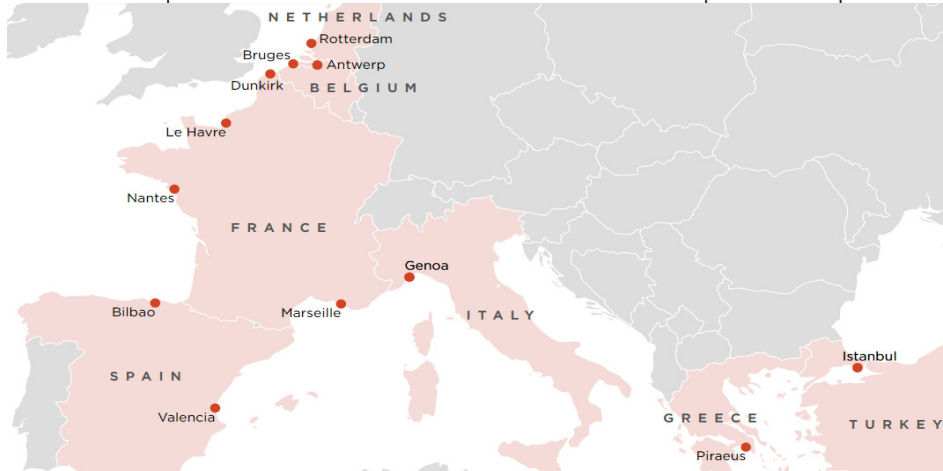 NETHERLANDS
Rotterdam
Bruges
Antwerp
Dunkirk
BELGIUM
Le Havre
Nantes
FRANCE
Genoa
Bilbao
Marseille
ITALY
Istanbul
SPAIN
Valencia
GREECE
TURKEY
Piraeus